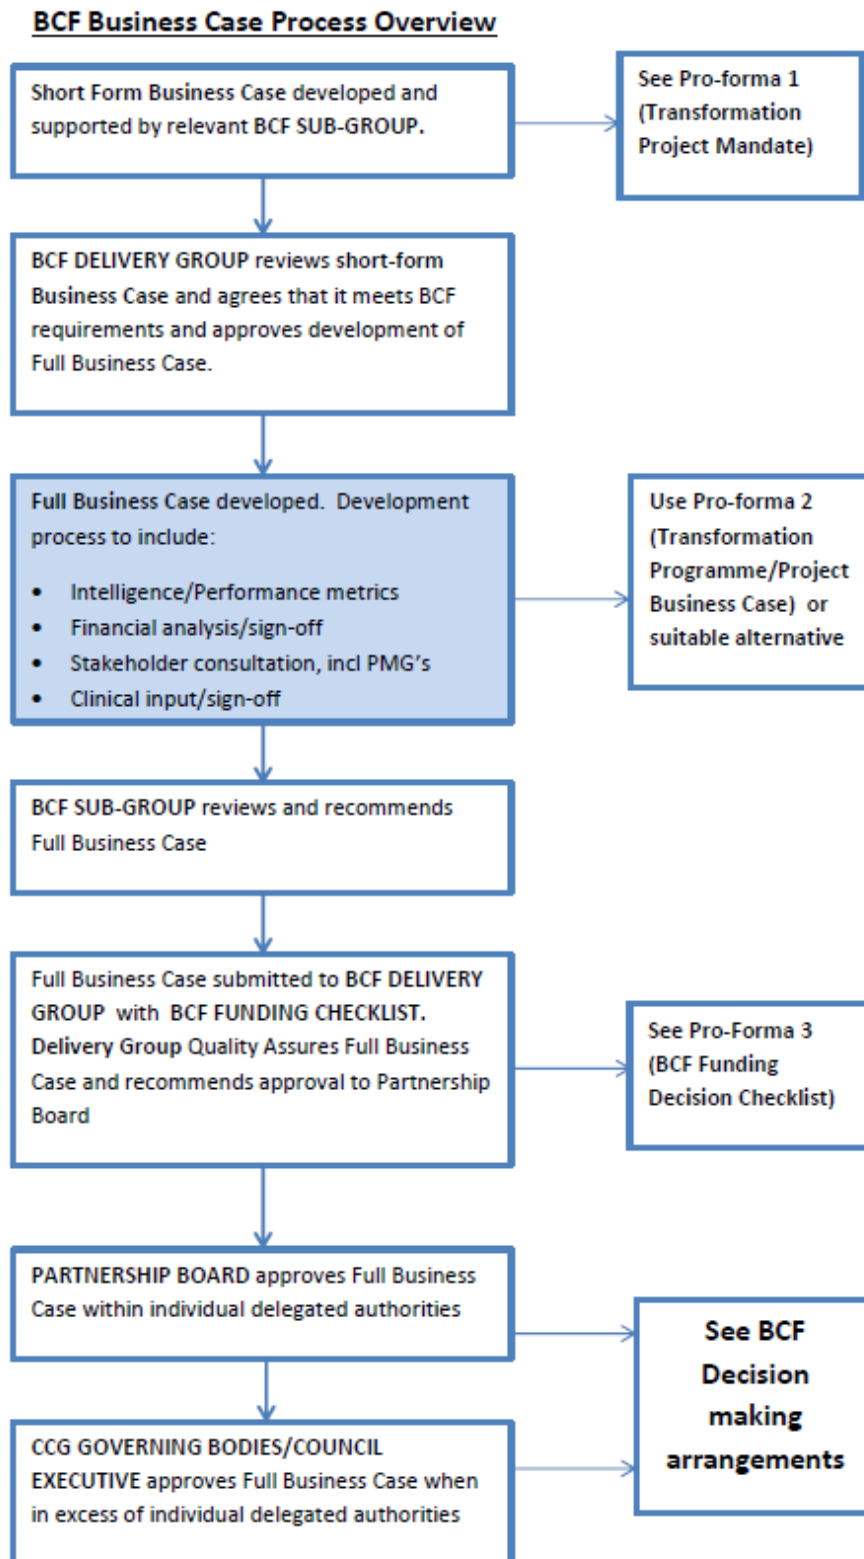 BCF Business Case Process Overview
Short Form Business Case developed and
supported by relevant BCF SUB-GROUP.
See Pro-forma 1
(Transformation
Project Mandate)
BCF DELIVERY GROUP reviews short-form
Business Case and agrees that it meets BCF
requirements and approves development of
Full Business Case.
Full Business Case developed.  Development
process to include:
• Intelligence/Performance metrics
• Financial analysis/sign-off
• Stakeholder consultation, incl PMG's
• Clinical input/sign-off
Use Pro-forma 2
(Transformation
Programme/Project
Business Case)  or
suitable alternative
BCF SUB-GROUP reviews and recommends
Full Business Case
Full Business Case submitted to BCF DELIVERY
GROUP  with  BCF FUNDING CHECKLIST.
Delivery Group Quality Assures Full Business
Case and recommends approval to Partnership
Board
See Pro-Forma 3
(BCF Funding
Decision Checklist)
PARTNERSHIP BOARD approves Full Business
Case within individual delegated authorities
See BCF
Decision
making
arrangements
CCG GOVERNING BODIES/COUNCIL
EXECUTIVE approves Full Business Case when
in excess of individual delegated authorities